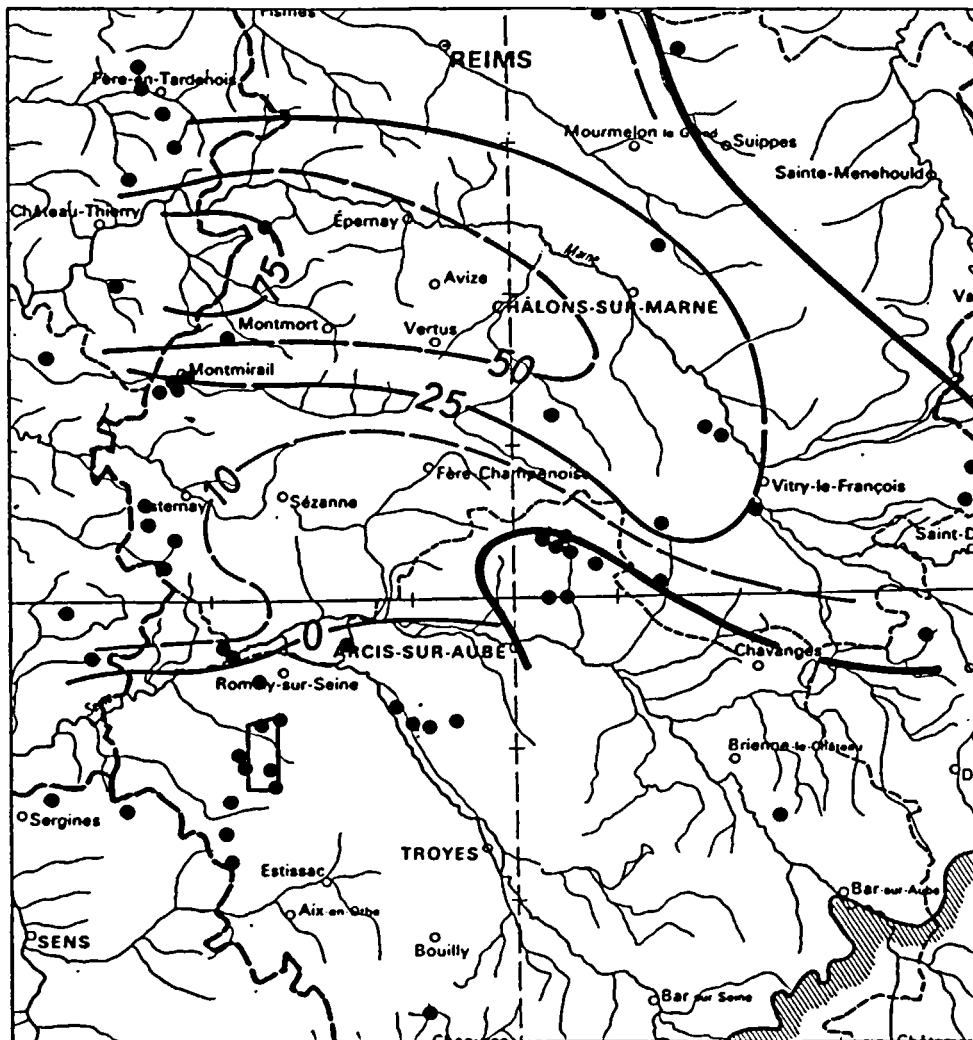 Fismes
REIMS
Fère-en-Tardenois
Mourmelon le Grand
Suippes
Sainte-Menehould
Château-Thierry
Épernay
Marne
75
Avize
CHÂLONS-SUR-MARNE
Montmort
Vertus
50
Montmirail
25
10
Fère Champenoise
Vitry-le-François
Esternay
Sézanne
Saint-D
0
ARCIS-SUR-AUBE
Chavanges
Romilly-sur-Seine
Brienne-le-Château
D
Sergines
TROYES
Estissac
Bar-sur-Aube
Aix-en-Othe
SENS
Bouilly
Bar sur Seine